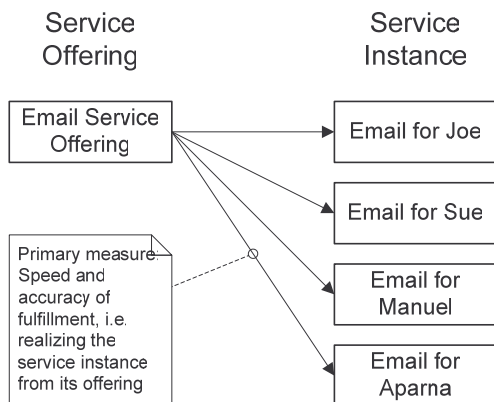 Service
Offering
Service
Instance
Email Service
Offering
Email for Joe
Email for Sue
Email for
Manuel
Email for
Aparna
Primary measure:
Speed and
accuracy of
fulfillment, i.e.
realizing the
service instance
from its offering